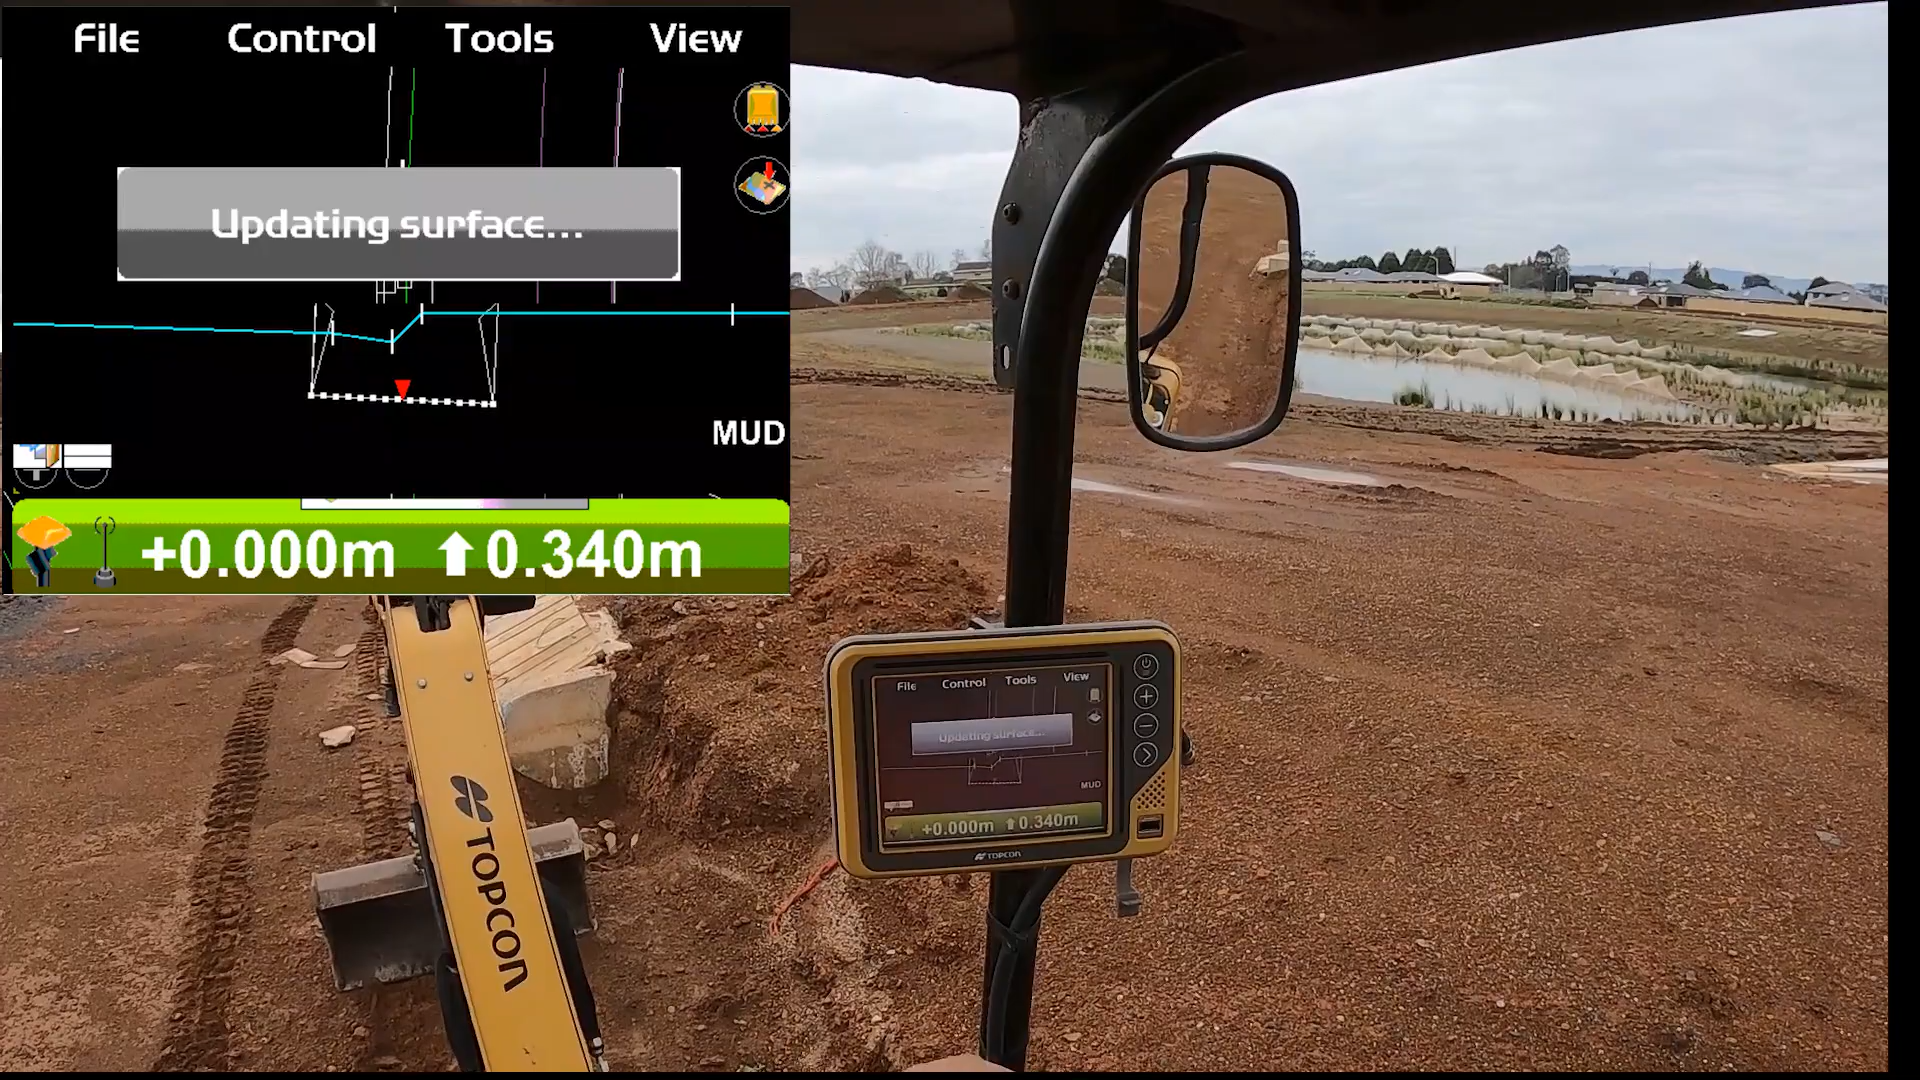 File Control Tools View
Updating surface...
MUD
+0.000m 0.340m
File Control Tools View
Updating surface...
MUD
+0.000m 0.340m
TOPCON
TOPCON